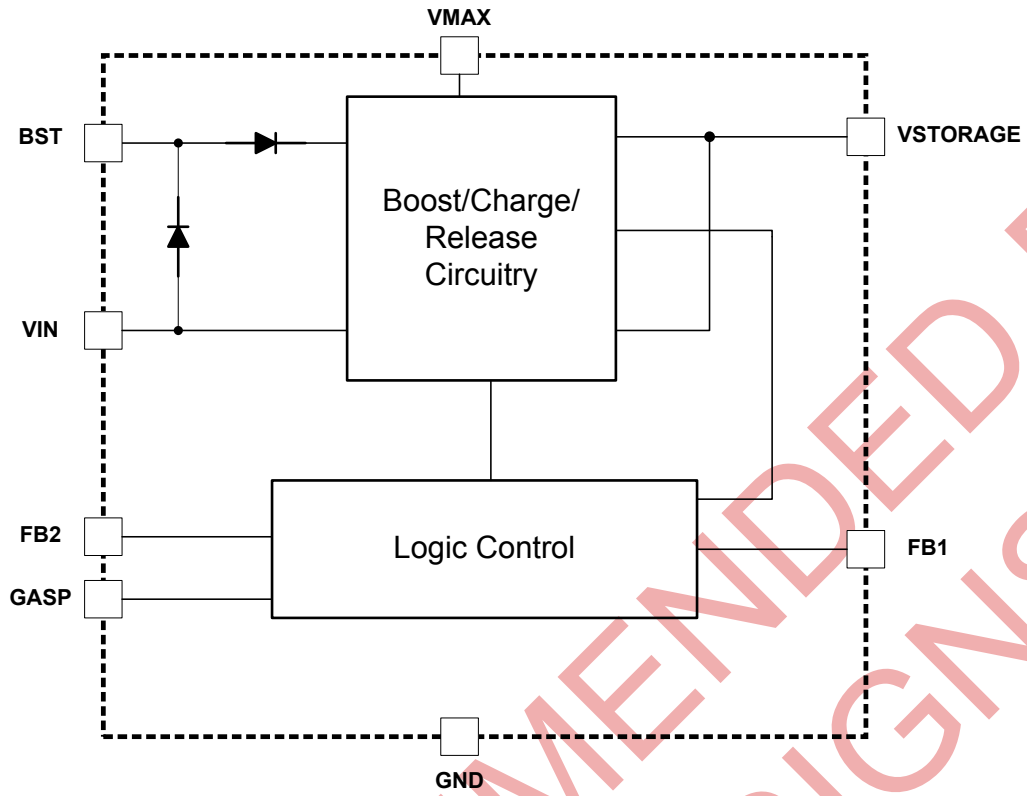 VMAX
BST
VSTORAGE
Boost/Charge/
Release
Circuitry
VIN
FB2
Logic Control
FB1
GASP
GND